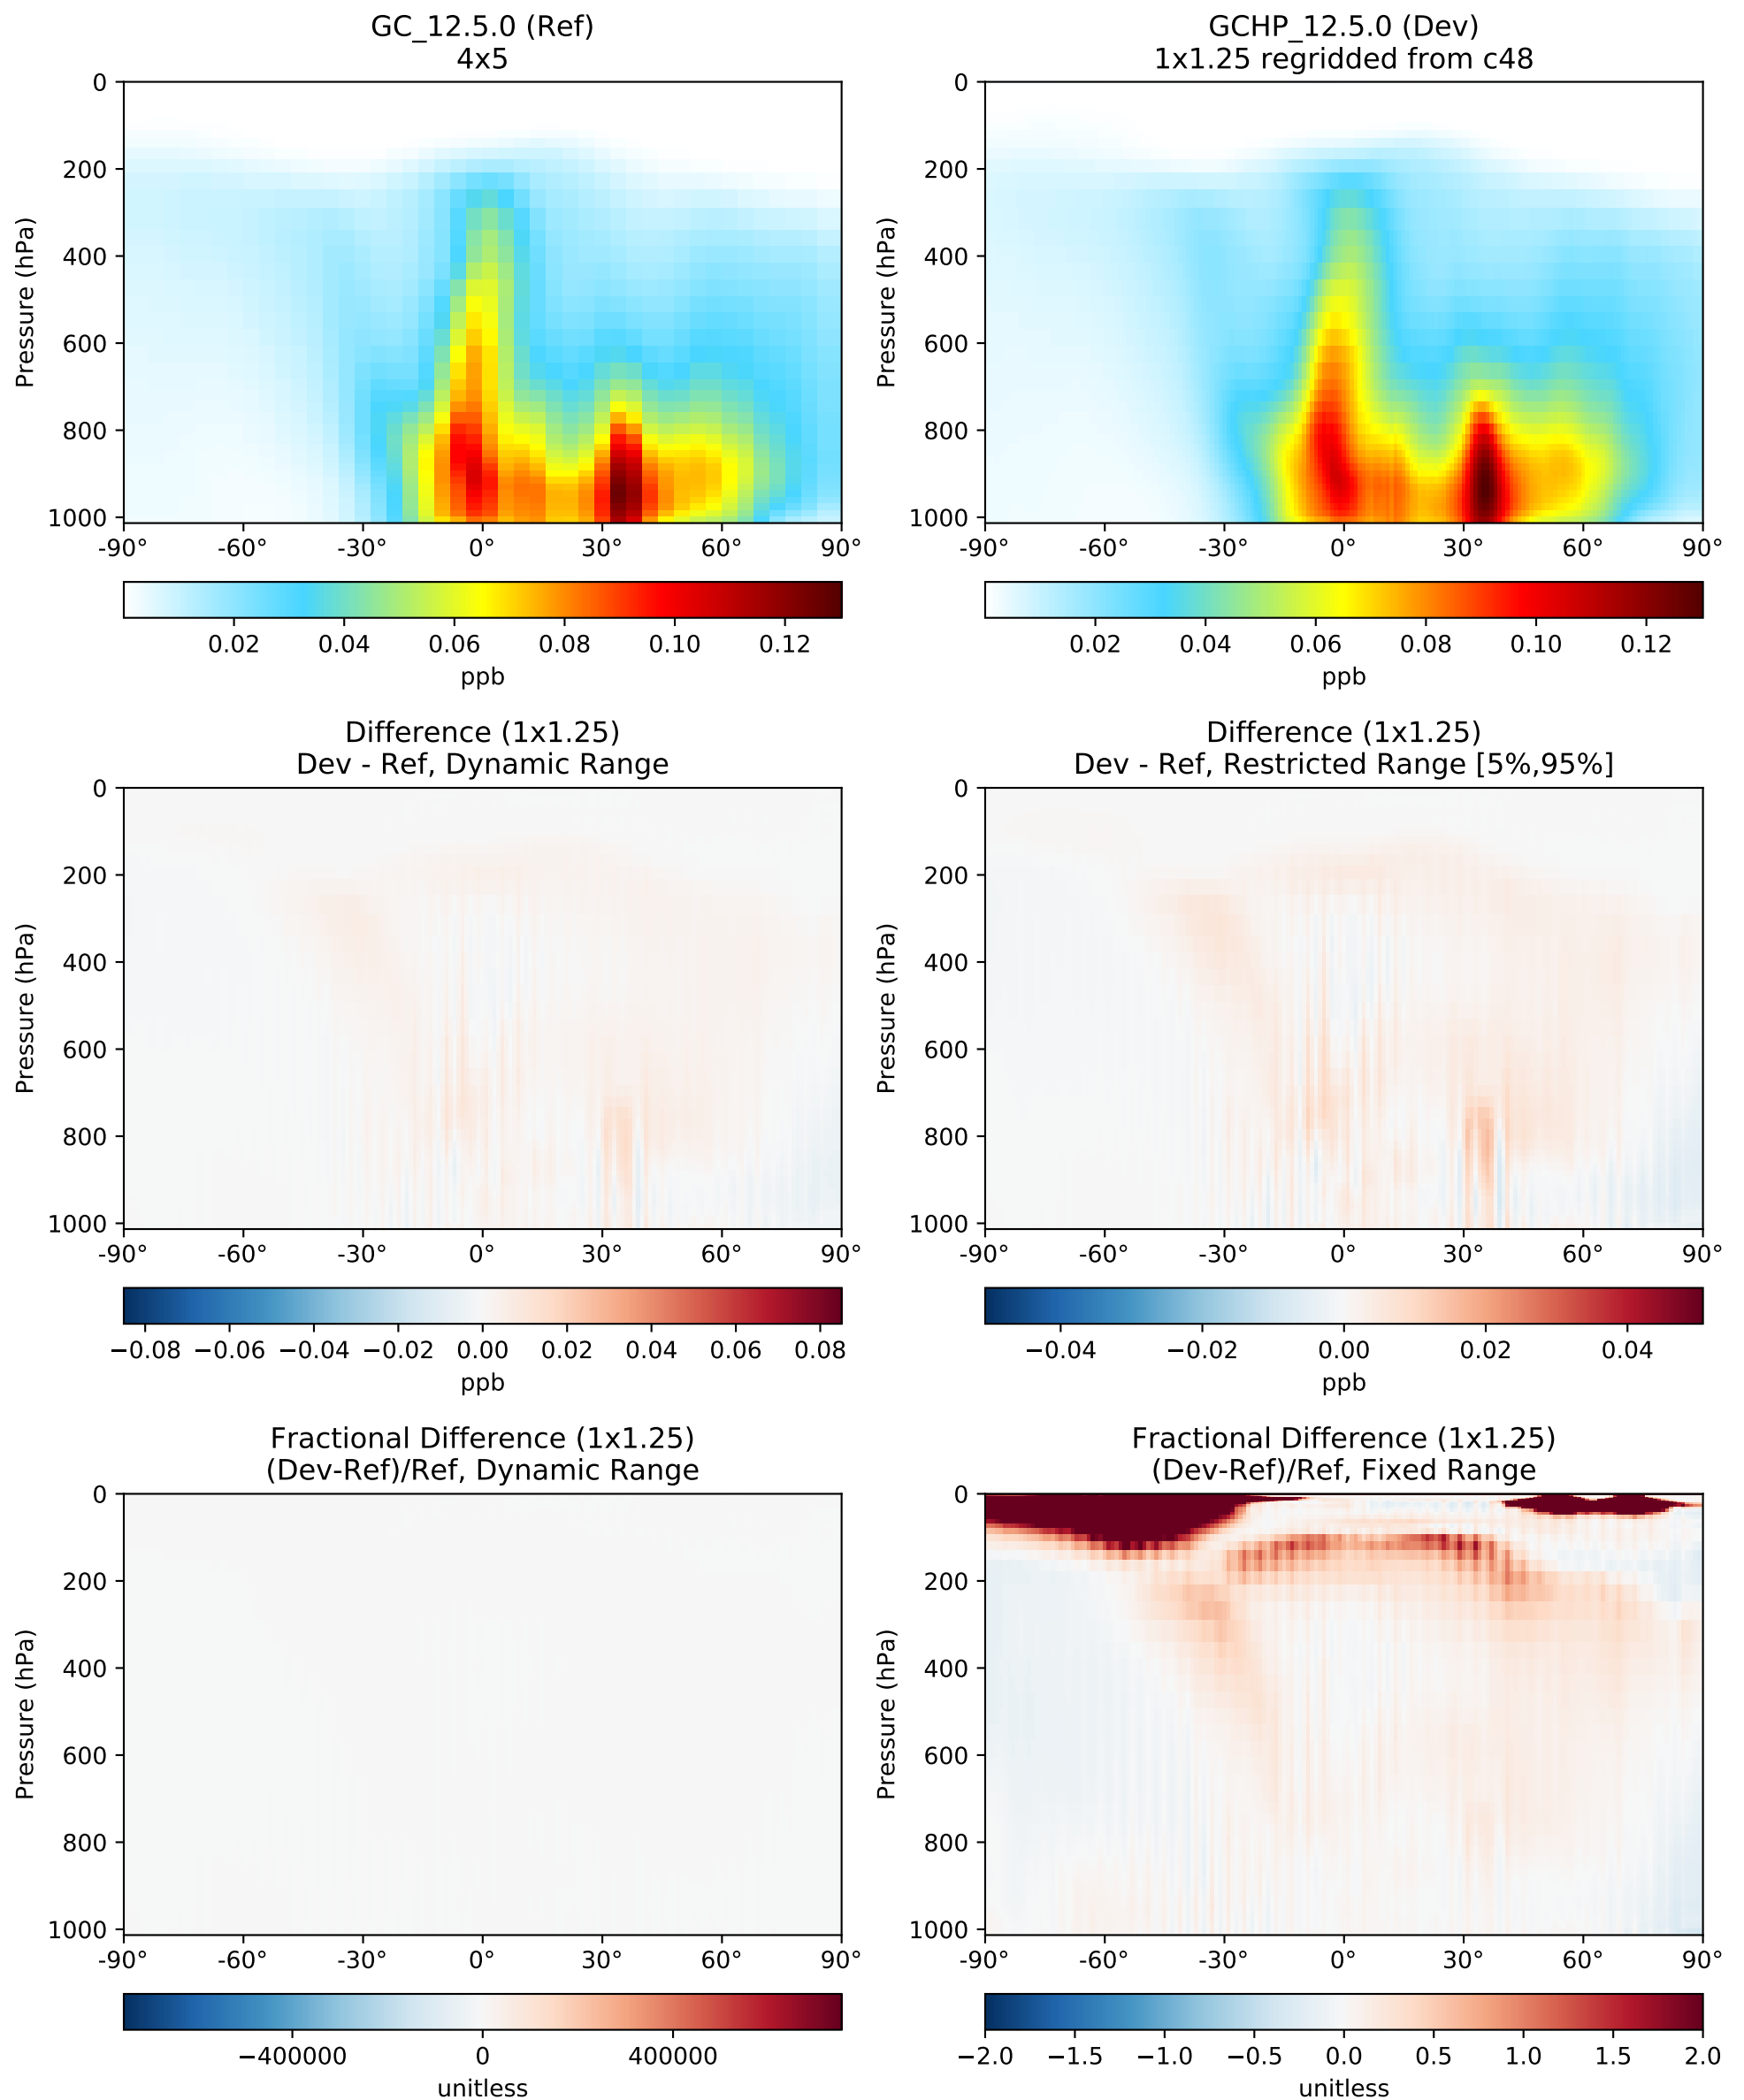 GC_12.5.0 (Ref)
4x5
0
200
400
600
800
1000
Pressure (hPa)
-90° -60° -30° 0° 30° 60° 90°
0.02 0.04 0.06 0.08 0.10 0.12
ppb
GCHP_12.5.0 (Dev)
1x1.25 regridded from c48
0
200
400
600
800
1000
Pressure (hPa)
-90° -60° -30° 0° 30° 60° 90°
0.02 0.04 0.06 0.08 0.10 0.12
ppb
Difference (1x1.25)
Dev - Ref, Dynamic Range
0
200
400
600
800
1000
Pressure (hPa)
-90° -60° -30° 0° 30° 60° 90°
−0.08 −0.06 −0.04 −0.02 0.00 0.02 0.04 0.06 0.08
ppb
Difference (1x1.25)
Dev - Ref, Restricted Range [5%,95%]
0
200
400
600
800
1000
Pressure (hPa)
-90° -60° -30° 0° 30° 60° 90°
−0.04 −0.02 0.00 0.02 0.04
ppb
Fractional Difference (1x1.25)
(Dev-Ref)/Ref, Dynamic Range
0
200
400
600
800
1000
Pressure (hPa)
-90° -60° -30° 0° 30° 60° 90°
−400000 0 400000
unitless
Fractional Difference (1x1.25)
(Dev-Ref)/Ref, Fixed Range
0
200
400
600
800
1000
Pressure (hPa)
-90° -60° -30° 0° 30° 60° 90°
−2.0 −1.5 −1.0 −0.5 0.0 0.5 1.0 1.5 2.0
unitless